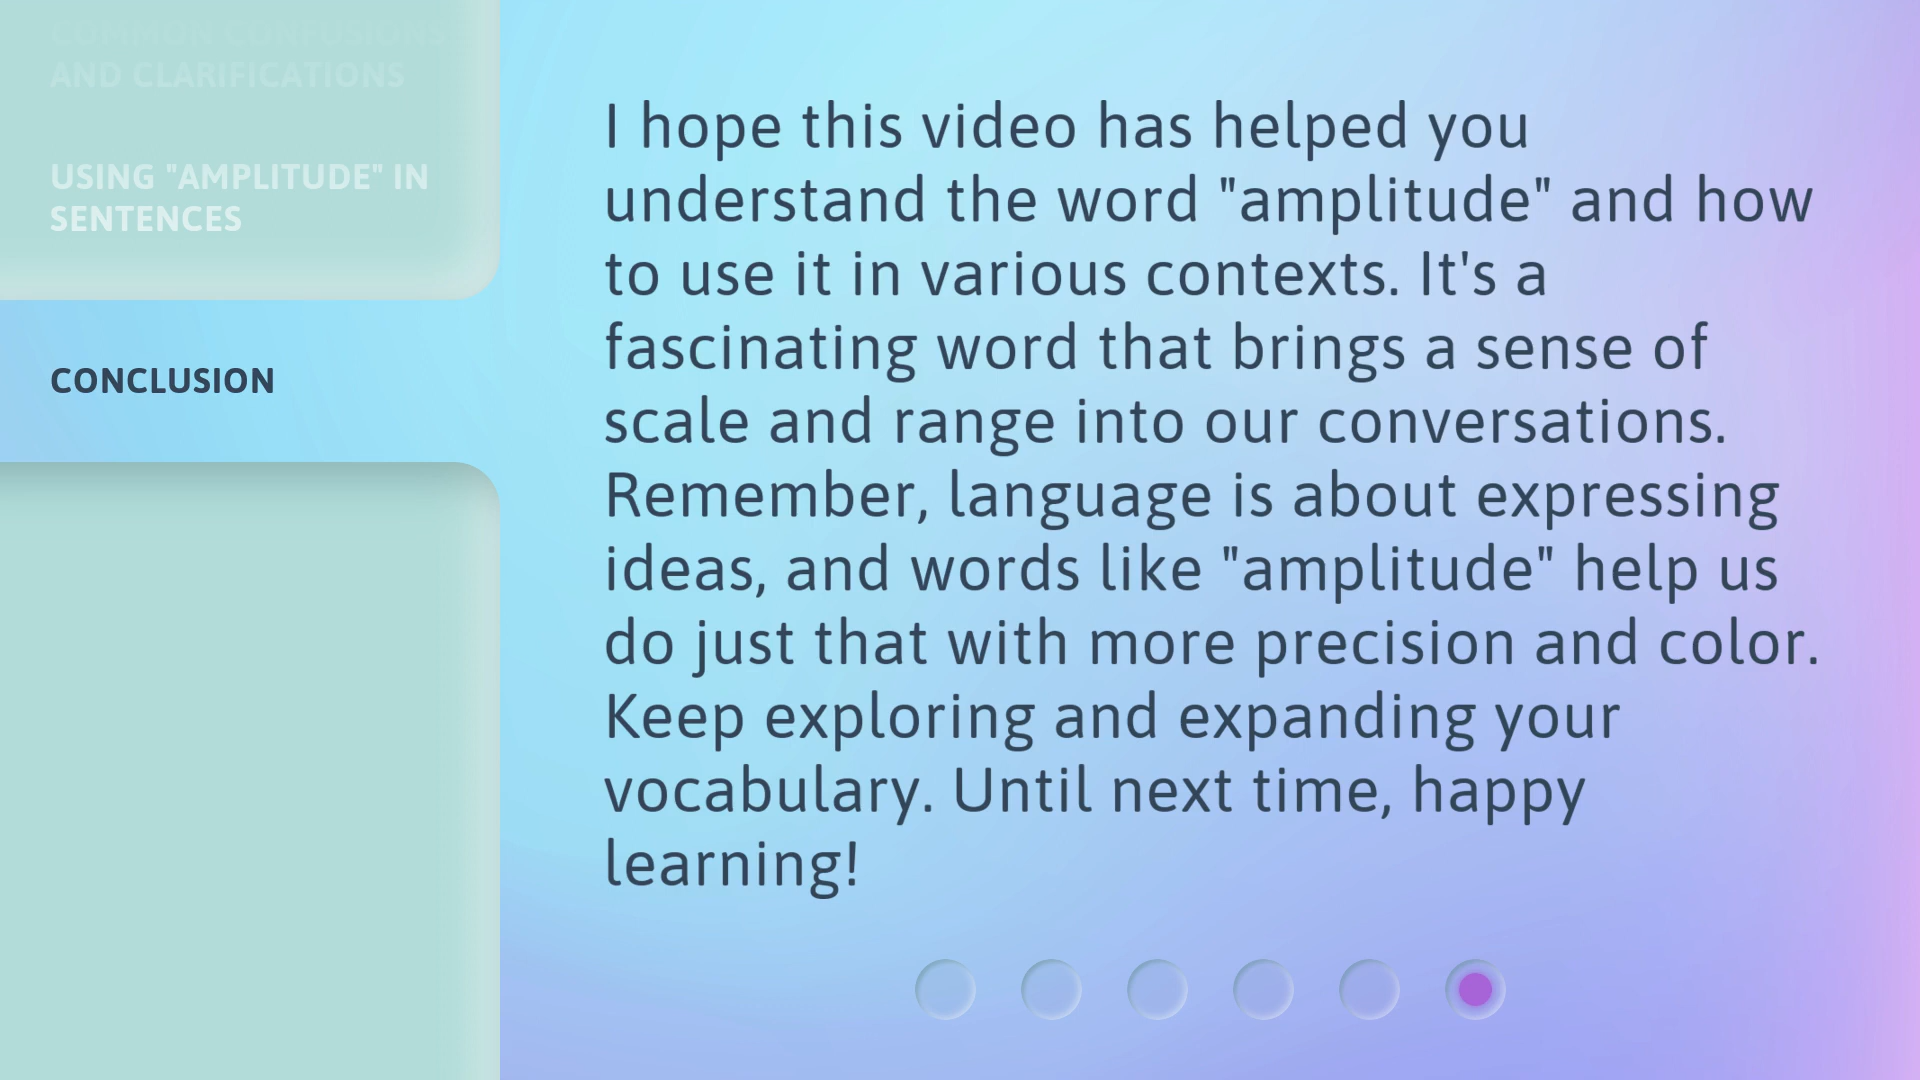 COMMON CONFUSIONS
AND CLARIFICATIONS
USING "AMPLITUDE" IN
SENTENCES
CONCLUSION
I hope this video has helped you
understand the word "amplitude" and how
to use it in various contexts. It's a
fascinating word that brings a sense of
scale and range into our conversations.
Remember, language is about expressing
ideas, and words like "amplitude" help us
do just that with more precision and color.
Keep exploring and expanding your
vocabulary. Until next time, happy
learning!